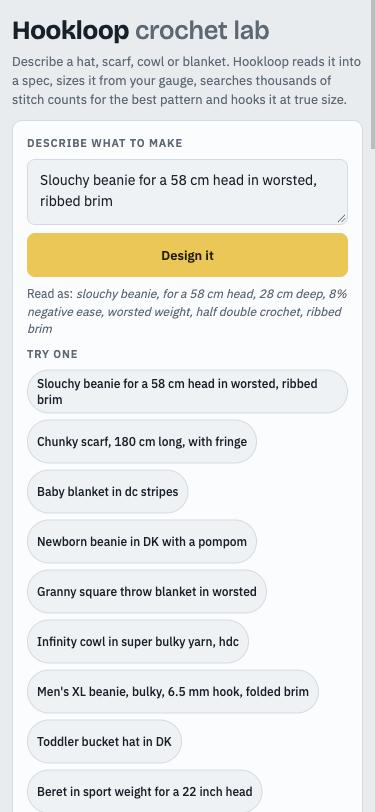 Hookloop crochet lab
Describe a hat, scarf, cowl or blanket. Hookloop reads it into
a spec, sizes it from your gauge, searches thousands of
stitch counts for the best pattern and hooks it at true size.
DESCRIBE WHAT TO MAKE
Slouchy beanie for a 58 cm head in worsted,
ribbed brim
Design it
Read as: slouchy beanie, for a 58 cm head, 28 cm deep, 8%
negative ease, worsted weight, half double crochet, ribbed
brim
TRY ONE
Slouchy beanie for a 58 cm head in worsted, ribbed
brim
Chunky scarf, 180 cm long, with fringe
Baby blanket in dc stripes
Newborn beanie in DK with a pompom
Granny square throw blanket in worsted
Infinity cowl in super bulky yarn, hdc
Men's XL beanie, bulky, 6.5 mm hook, folded brim
Toddler bucket hat in DK
Beret in sport weight for a 22 inch head